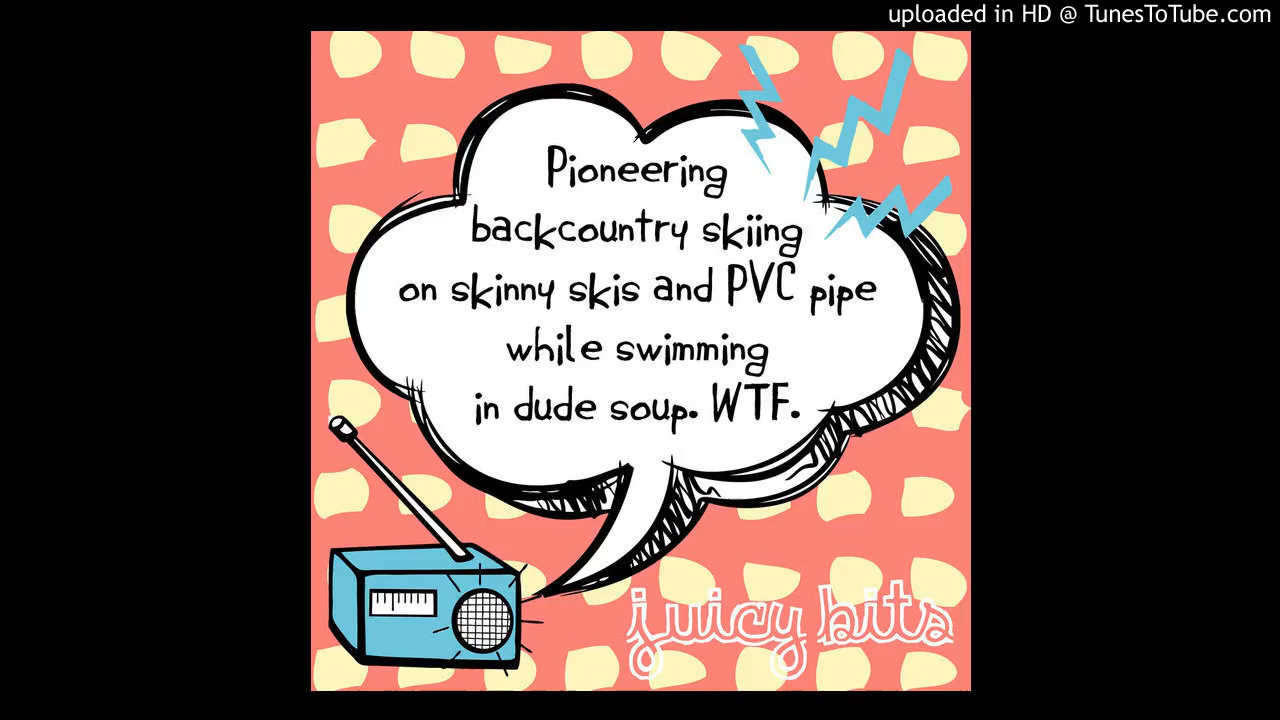 uploaded in HD @ TunesToTube.com
Pioneering
backcountry skiing
on skinny skis and PVC pipe
while swimming
in dude soup. WTF.
juicy bits